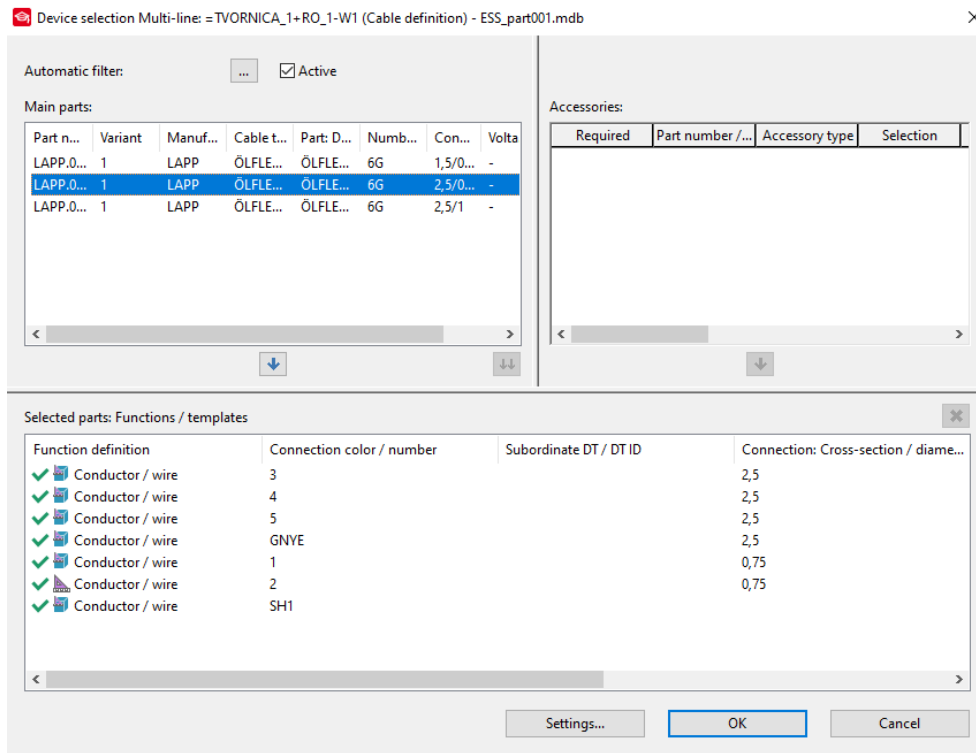 Device selection Multi-line: =TVORNICA_1+RO_1-W1 (Cable definition) - ESS_part001.mdb
Automatic filter: ... Active
Main parts:
Part n... Variant Manuf... Cable t... Part: D... Numb... Con... Volta
LAPP.0... 1 LAPP ÖLFLE... ÖLFLE... 6G 1,5/0... -
LAPP.0... 1 LAPP ÖLFLE... ÖLFLE... 6G 2,5/0... -
LAPP.0... 1 LAPP ÖLFLE... ÖLFLE... 6G 2,5/1 -
Accessories:
Required Part number /... Accessory type Selection
Selected parts: Functions / templates
Function definition Connection color / number Subordinate DT / DT ID Connection: Cross-section / diame...
Conductor / wire 3 2,5
Conductor / wire 4 2,5
Conductor / wire 5 2,5
Conductor / wire GNYE 2,5
Conductor / wire 1 0,75
Conductor / wire 2 0,75
Conductor / wire SH1
Settings... OK Cancel